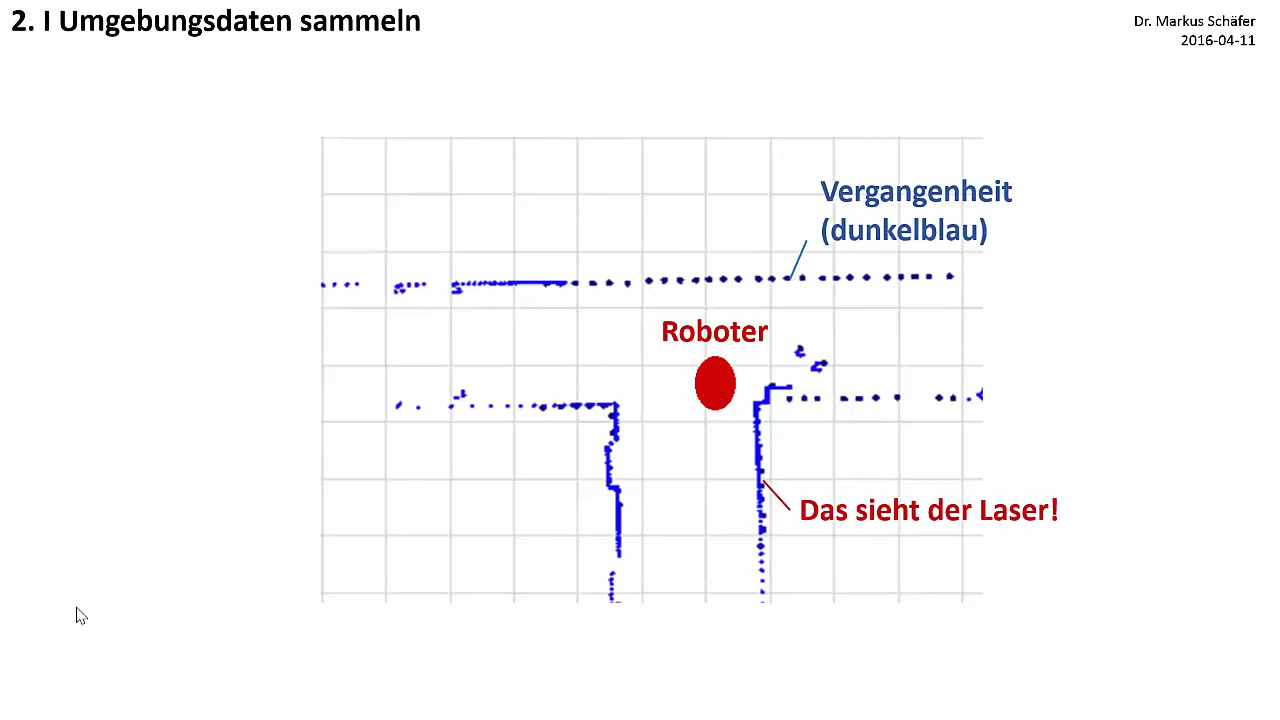 2. I Umgebungsdaten sammeln
Dr. Markus Schäfer
2016-04-11
Vergangenheit
(dunkelblau)
Roboter
Das sieht der Laser!